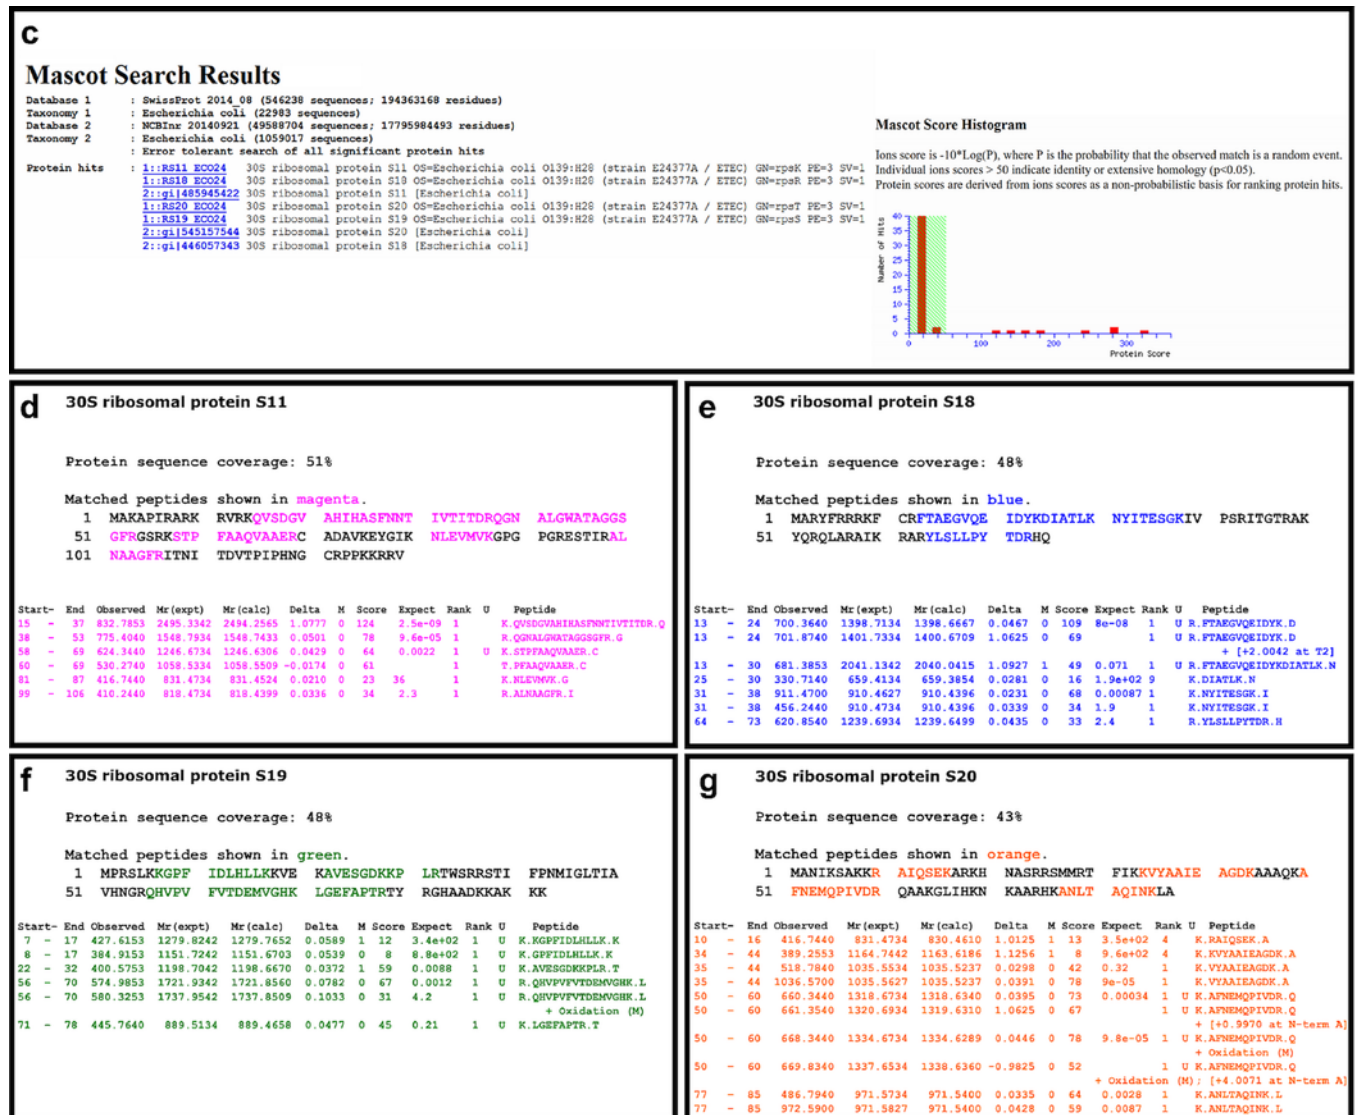 c
Mascot Search Results
Database 1 : SwissProt 2014_08 (546238 sequences; 194363168 residues)
Taxonomy 1 : Escherichia coli (22983 sequences)
Database 2 : NCBInr 20140921 (49588704 sequences; 17795984493 residues)
Taxonomy 2 : Escherichia coli (1059017 sequences)
: Error tolerant search of all significant protein hits
Protein hits : 1::RS11_ECO24 30S ribosomal protein S11 OS=Escherichia coli O139:H28 (strain E24377A / ETEC) GN=rpsK PE=3 SV=1
1::RS18_ECO24 30S ribosomal protein S18 OS=Escherichia coli O139:H28 (strain E24377A / ETEC) GN=rpsR PE=3 SV=1
2::gi|485945422 30S ribosomal protein S11 [Escherichia coli]
1::RS20_ECO24 30S ribosomal protein S20 OS=Escherichia coli O139:H28 (strain E24377A / ETEC) GN=rpsT PE=3 SV=1
1::RS19_ECO24 30S ribosomal protein S19 OS=Escherichia coli O139:H28 (strain E24377A / ETEC) GN=rpsS PE=3 SV=1
2::gi|545157544 30S ribosomal protein S20 [Escherichia coli]
2::gi|446057343 30S ribosomal protein S18 [Escherichia coli]
Mascot Score Histogram
Ions score is -10*Log(P), where P is the probability that the observed match is a random event.
Individual ions scores > 50 indicate identity or extensive homology (p<0.05).
Protein scores are derived from ions scores as a non-probabilistic basis for ranking protein hits.
Number of Hits
40
35
30
25
20
15
10
5
0
0 100 200 300
Protein Score
d 30S ribosomal protein S11
Protein sequence coverage: 51%
Matched peptides shown in magenta.
1 MAKAPIRARK RVRKQVSDGV AHIHASFNNT IVTITDRQGN ALGWATAGGS
51 GFRGSRKSTP FAAQVAAERC ADAVKEYGIK NLEVMVKGPG PGRESTIRAL
101 NAAGFRITNI TDVTPIPHNG CRPPKKRRV
Start- End Observed Mr(expt) Mr(calc) Delta M Score Expect Rank U Peptide
15 - 37 832.7853 2495.3342 2494.2565 1.0777 0 124 2.5e-09 1 K.QVSDGVAHIHASFNNTIVTITDR.Q
38 - 53 775.4040 1548.7934 1548.7433 0.0501 0 78 9.6e-05 1 R.QGNALGWATAGGSGFR.G
58 - 69 624.3440 1246.6734 1246.6306 0.0429 0 64 0.0022 1 U K.STPFAAQVAAER.C
60 - 69 530.2740 1058.5334 1058.5509 -0.0174 0 61 1 T.PFAAQVAAER.C
81 - 87 416.7440 831.4734 831.4524 0.0210 0 23 36 1 K.NLEVMVK.G
99 - 106 410.2440 818.4734 818.4399 0.0336 0 34 2.3 1 R.ALNAAGFR.I
e 30S ribosomal protein S18
Protein sequence coverage: 48%
Matched peptides shown in blue.
1 MARYFRRRKF CRFTAEGVQE IDYKDIATLK NYITESGKIV PSRITGTRAK
51 YQRQLARAIK RARYLSLLPY TDRHQ
Start- End Observed Mr(expt) Mr(calc) Delta M Score Expect Rank U Peptide
13 - 24 700.3640 1398.7134 1398.6667 0.0467 0 109 8e-08 1 U R.FTAEGVQEIDYK.D
13 - 24 701.8740 1401.7334 1400.6709 1.0625 0 69 1 U R.FTAEGVQEIDYK.D
+ [+2.0042 at T2]
13 - 30 681.3853 2041.1342 2040.0415 1.0927 1 49 0.071 1 U R.FTAEGVQEIDYKDIATLK.N
25 - 30 330.7140 659.4134 659.3854 0.0281 0 16 1.9e+02 9 K.DIATLK.N
31 - 38 911.4700 910.4627 910.4396 0.0231 0 68 0.00087 1 K.NYITESGK.I
31 - 38 456.2440 910.4734 910.4396 0.0339 0 34 1.9 1 K.NYITESGK.I
64 - 73 620.8540 1239.6934 1239.6499 0.0435 0 33 2.4 1 R.YLSLLPYTDR.H
f 30S ribosomal protein S19
Protein sequence coverage: 48%
Matched peptides shown in green.
1 MPRSLKKGPF IDLHLLKKVE KAVESGDKKP LRTWSRRSTI FPNMIGLTIA
51 VHNGRQHVPV FVTDEMVGHK LGEFAPTRTY RGHAADKKAK KK
Start- End Observed Mr(expt) Mr(calc) Delta M Score Expect Rank U Peptide
7 - 17 427.6153 1279.8242 1279.7652 0.0589 1 12 3.4e+02 1 U K.KGPFIDLHLLK.K
8 - 17 384.9153 1151.7242 1151.6703 0.0539 0 8 8.8e+02 1 U K.GPFIDLHLLK.K
22 - 32 400.5753 1198.7042 1198.6670 0.0372 1 59 0.0088 1 U K.AVESGDKKPLR.T
56 - 70 574.9853 1721.9342 1721.8560 0.0782 0 67 0.0012 1 U R.QHVPVFVTDEMVGHK.L
56 - 70 580.3253 1737.9542 1737.8509 0.1033 0 31 4.2 1 U R.QHVPVFVTDEMVGHK.L
+ Oxidation (M)
71 - 78 445.7640 889.5134 889.4658 0.0477 0 45 0.21 1 U K.LGEFAPTR.T
g 30S ribosomal protein S20
Protein sequence coverage: 43%
Matched peptides shown in orange.
1 MANIKSAKKR AIQSEKARKH NASRRSMMRT FIKKVYAAIE AGDKAAAQKA
51 FNEMQPIVDR QAAKGLIHKN KAARHKANLT AQINKLA
Start- End Observed Mr(expt) Mr(calc) Delta M Score Expect Rank U Peptide
10 - 16 416.7440 831.4734 830.4610 1.0125 1 13 3.5e+02 4 K.RAIQSEK.A
34 - 44 389.2553 1164.7442 1163.6186 1.1256 1 8 9.6e+02 4 K.KVYAAIEAGDK.A
35 - 44 518.7840 1035.5534 1035.5237 0.0298 0 42 0.32 1 K.VYAAIEAGDK.A
35 - 44 1036.5700 1035.5627 1035.5237 0.0391 0 78 9e-05 1 K.VYAAIEAGDK.A
50 - 60 660.3440 1318.6734 1318.6340 0.0395 0 73 0.00034 1 U K.AFNEMQPIVDR.Q
50 - 60 661.3540 1320.6934 1319.6310 1.0625 0 67 1 U K.AFNEMQPIVDR.Q
+ [+0.9970 at N-term A]
50 - 60 668.3440 1334.6734 1334.6289 0.0446 0 78 9.8e-05 1 U K.AFNEMQPIVDR.Q
+ Oxidation (M)
50 - 60 669.8340 1337.6534 1338.6360 -0.9825 0 52 1 U K.AFNEMQPIVDR.Q
+ Oxidation (M); [+4.0071 at N-term A]
77 - 85 486.7940 971.5734 971.5400 0.0335 0 64 0.0028 1 K.ANLTAQINK.L
77 - 85 972.5900 971.5827 971.5400 0.0428 0 59 0.0087 1 K.ANLTAQINK.L